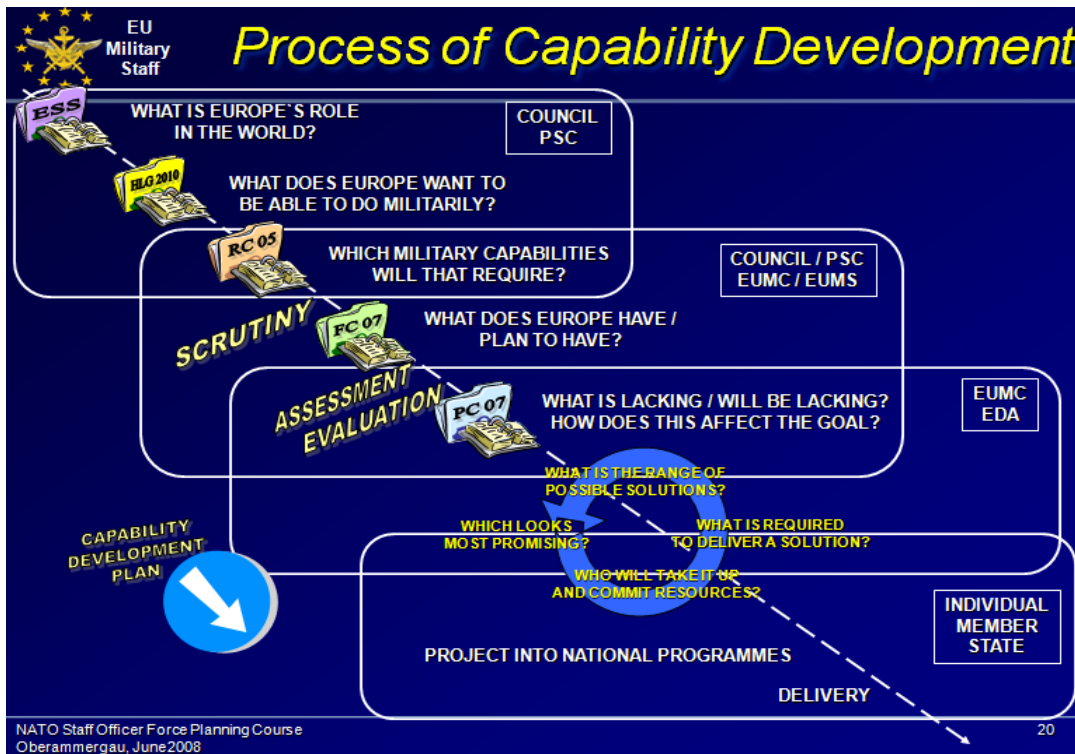 EU
Military
Staff
Process of Capability Development
ESS
WHAT IS EUROPE`S ROLE
IN THE WORLD?
COUNCIL
PSC
HLG 2010
WHAT DOES EUROPE WANT TO
BE ABLE TO DO MILITARILY?
RC 05
WHICH MILITARY CAPABILITIES
WILL THAT REQUIRE?
COUNCIL / PSC
EUMC / EUMS
SCRUTINY
FC 07
WHAT DOES EUROPE HAVE /
PLAN TO HAVE?
ASSESSMENT
EVALUATION
PC 07
WHAT IS LACKING / WILL BE LACKING?
HOW DOES THIS AFFECT THE GOAL?
EUMC
EDA
WHAT IS THE RANGE OF
POSSIBLE SOLUTIONS?
WHICH LOOKS
MOST PROMISING?
WHAT IS REQUIRED
TO DELIVER A SOLUTION?
WHO WILL TAKE IT UP
AND COMMIT RESOURCES?
CAPABILITY
DEVELOPMENT
PLAN
INDIVIDUAL
MEMBER
STATE
PROJECT INTO NATIONAL PROGRAMMES
DELIVERY
NATO Staff Officer Force Planning Course
Oberammergau, June2008
20